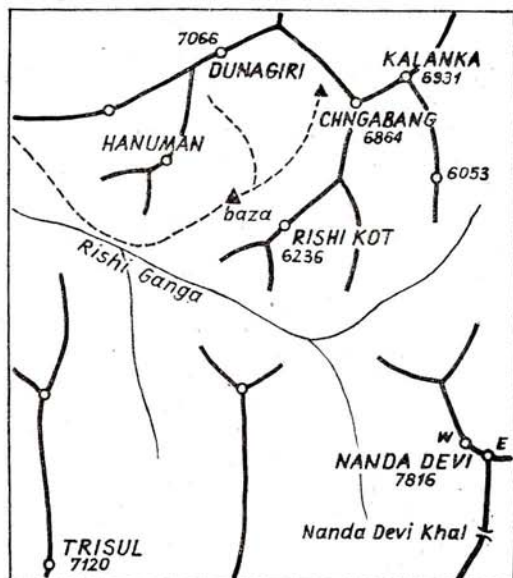 7066
KALANKA
6931
DUNAGIRI
CHNGABANG
6864
HANUMAN
6053
baza
RISHI KOT
6236
Rishi Ganga
W
E
NANDA DEVI
7816
Nanda Devi Khal
TRISUL
7120